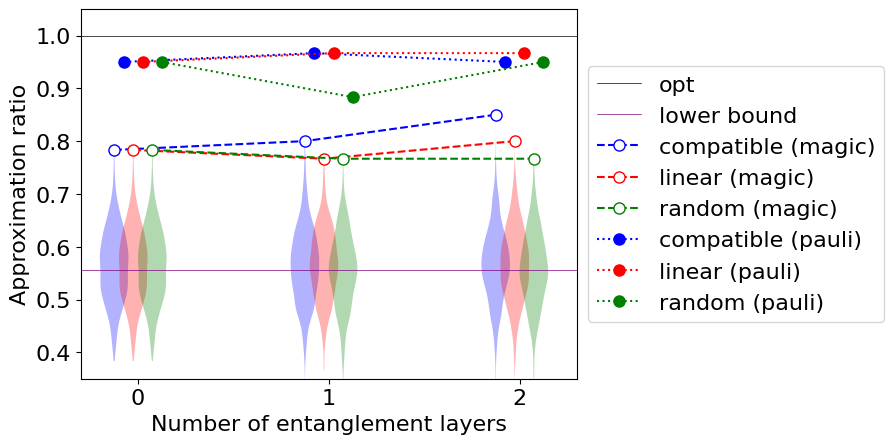 1.0
0.9
0.8
0.7
0.6
0.5
0.4
Approximation ratio
0 1 2
Number of entanglement layers
opt
lower bound
compatible (magic)
linear (magic)
random (magic)
compatible (pauli)
linear (pauli)
random (pauli)